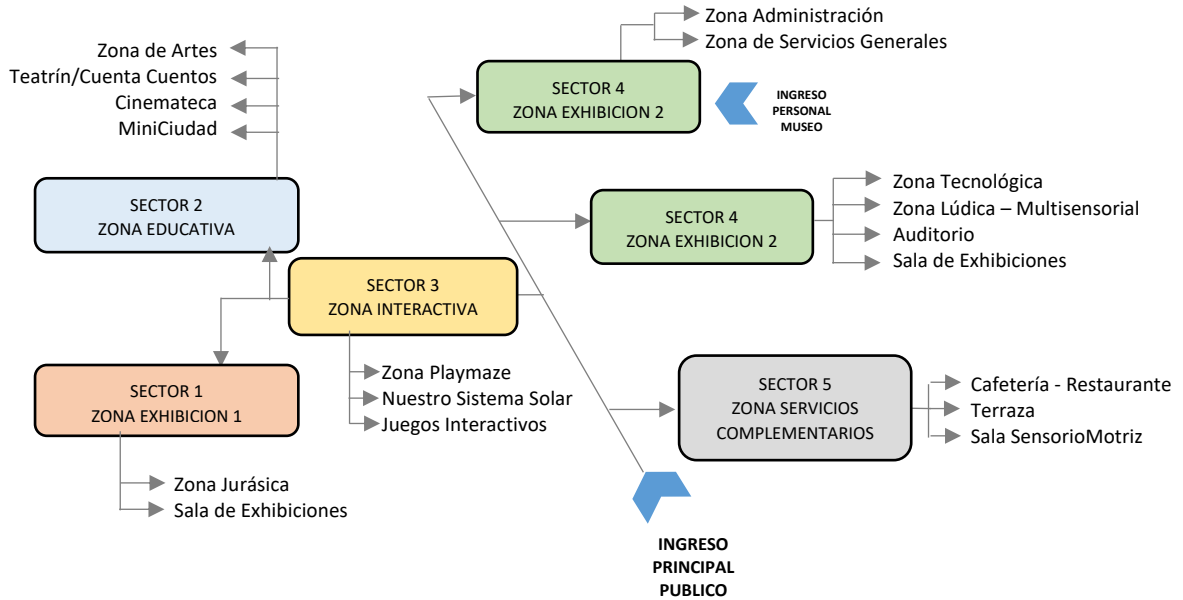 Zona Administración
Zona de Servicios Generales
Zona de Artes
Teatrín/Cuenta Cuentos
Cinemateca
MiniCiudad
SECTOR 4
ZONA EXHIBICION 2
INGRESO
PERSONAL
MUSEO
SECTOR 2
ZONA EDUCATIVA
SECTOR 4
ZONA EXHIBICION 2
Zona Tecnológica
Zona Lúdica – Multisensorial
Auditorio
Sala de Exhibiciones
SECTOR 3
ZONA INTERACTIVA
Zona Playmaze
Nuestro Sistema Solar
Juegos Interactivos
SECTOR 1
ZONA EXHIBICION 1
Zona Jurásica
Sala de Exhibiciones
SECTOR 5
ZONA SERVICIOS
COMPLEMENTARIOS
Cafetería - Restaurante
Terraza
Sala SensorioMotriz
INGRESO
PRINCIPAL
PUBLICO